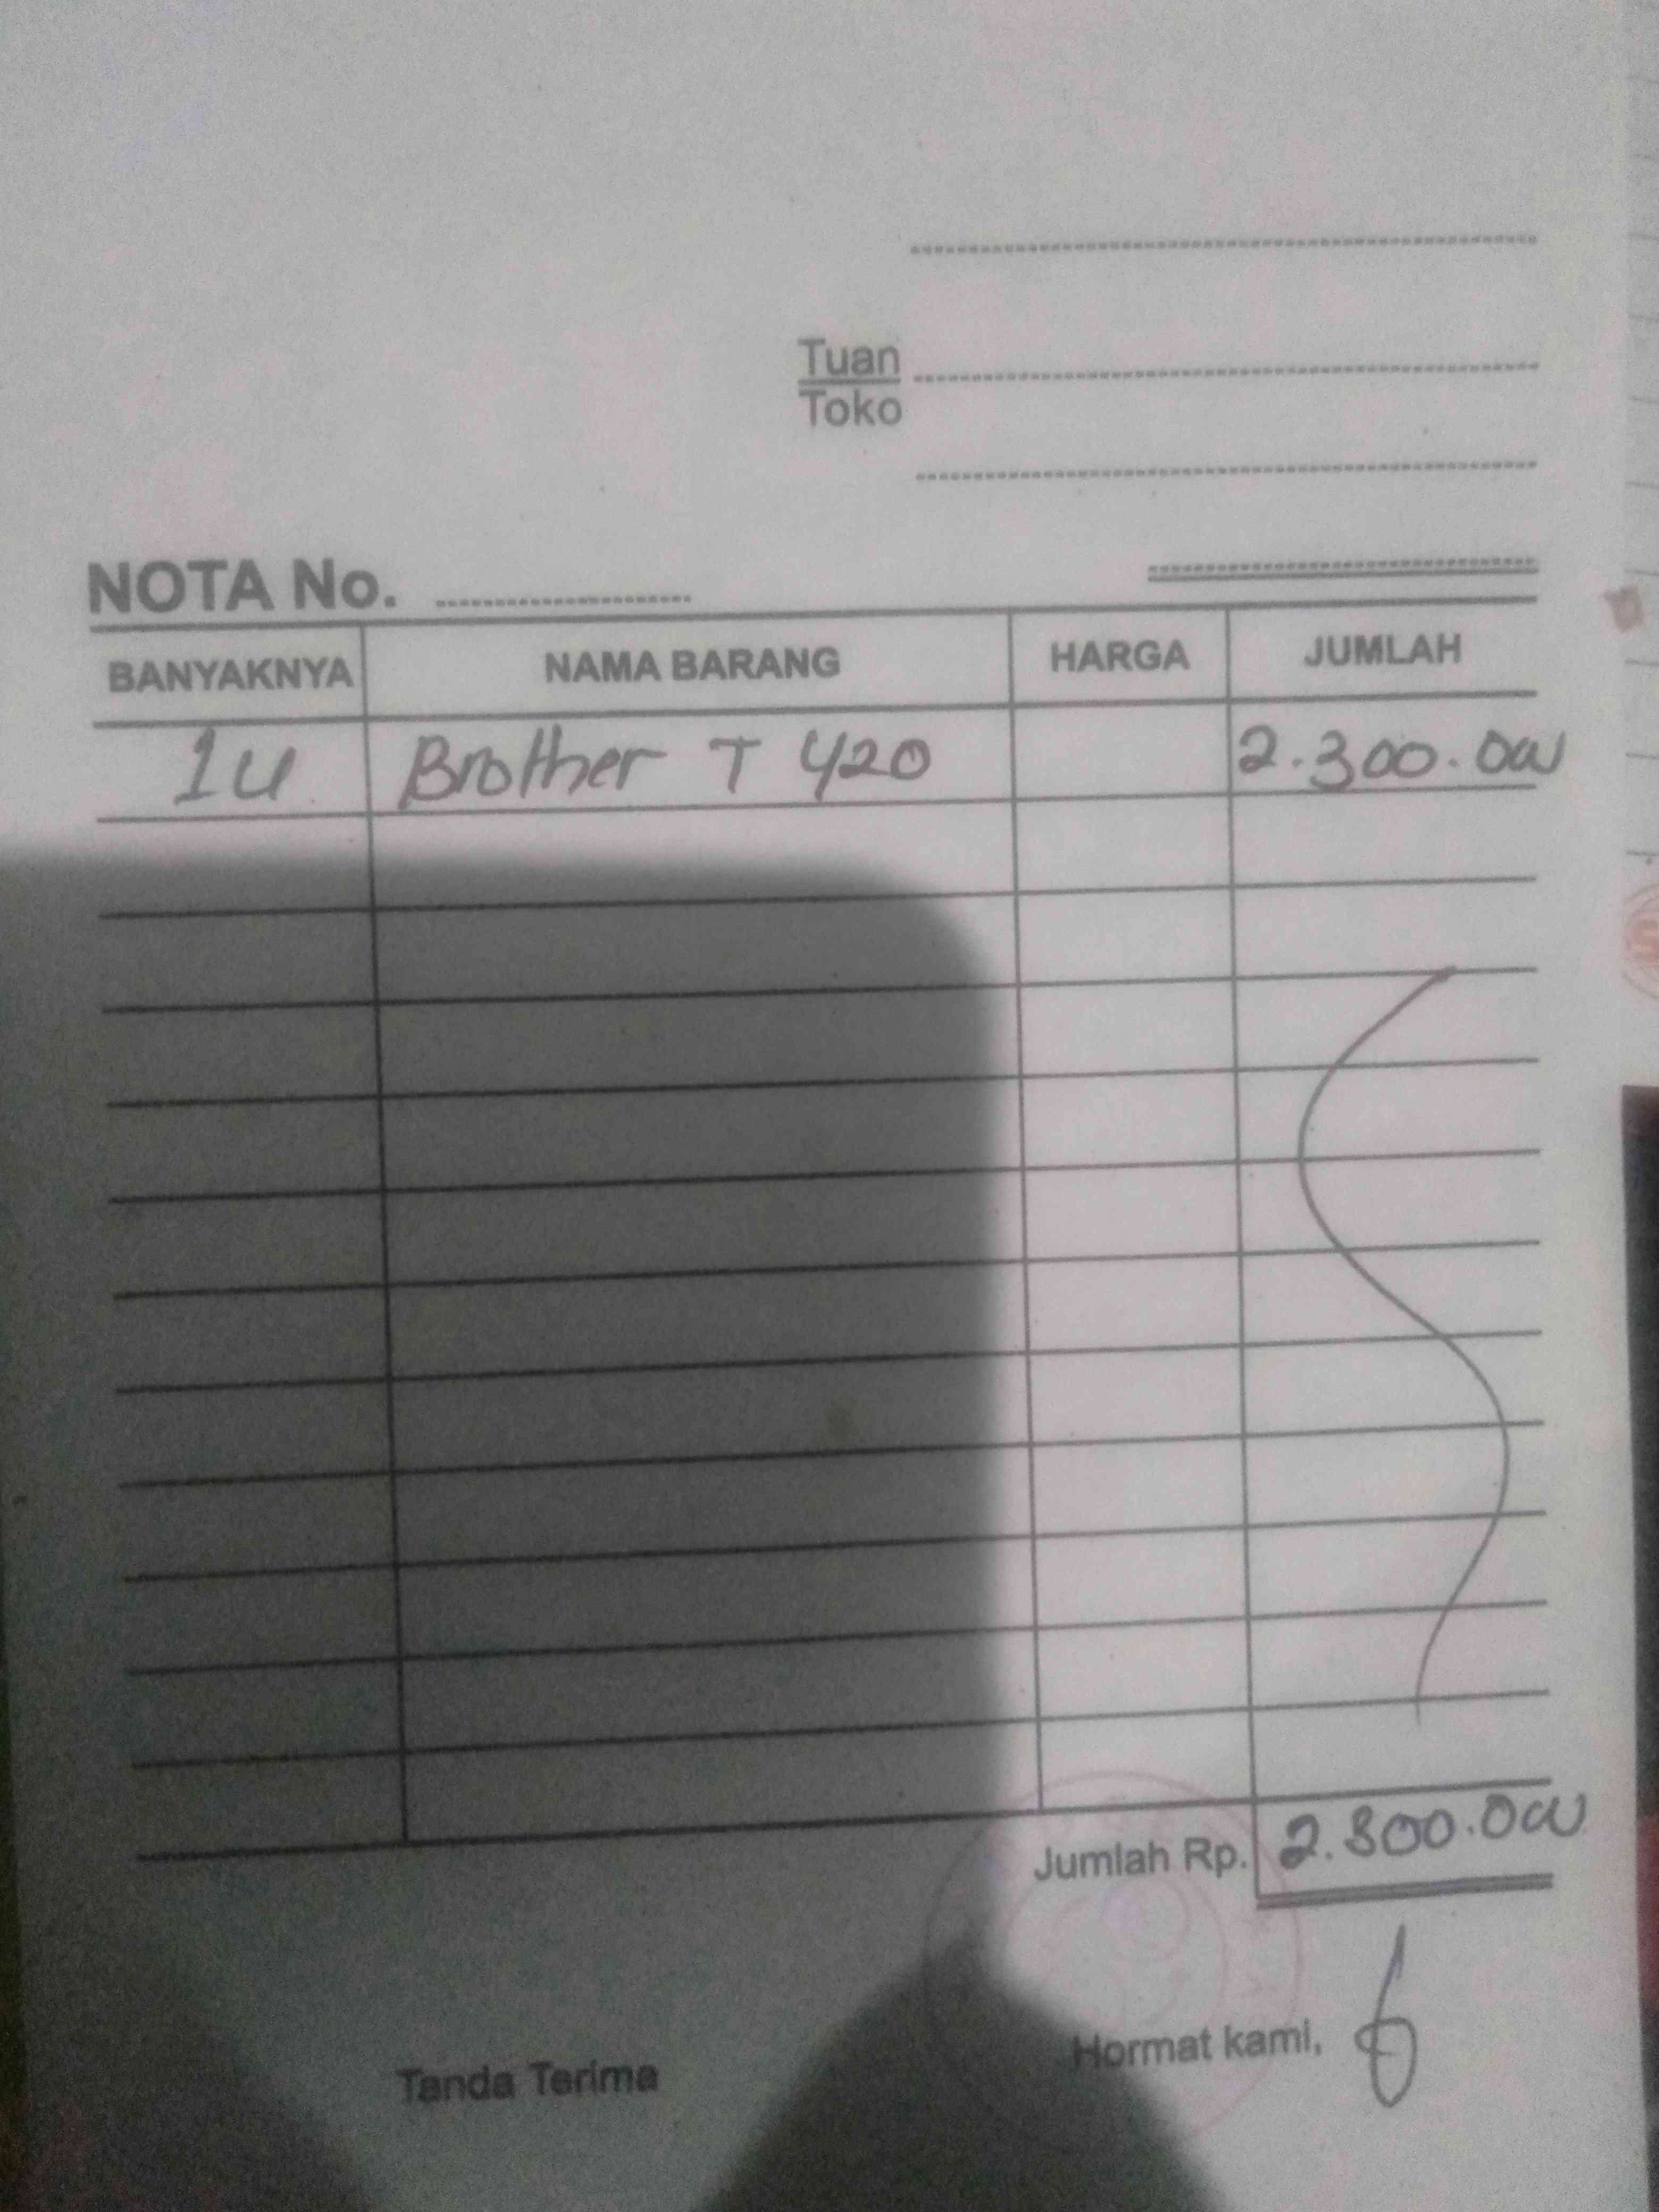 Tuan
Toko
NOTA No.
BANYAKNYA NAMA BARANG HARGA JUMLAH
1 U Brother T 420 2.300.000
Jumlah Rp. 2.300.000
Tanda Terima Hormat kami,